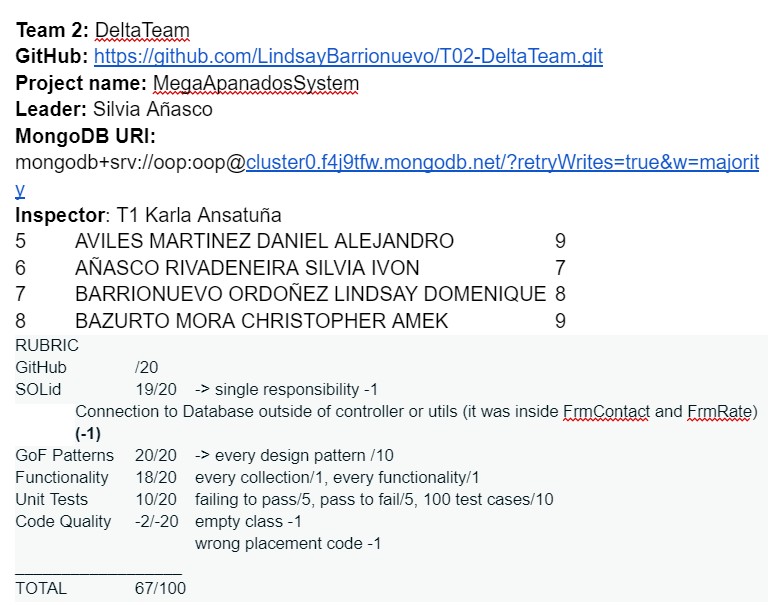 Team 2: DeltaTeam
GitHub: https://github.com/LindsayBarrionuevo/T02-DeltaTeam.git
Project name: MegaApanadosSystem
Leader: Silvia Añasco
MongoDB URI:
mongodb+srv://oop:oop@cluster0.f4j9tfw.mongodb.net/?retryWrites=true&w=majorit
y
Inspector: T1 Karla Ansatuña
5 AVILES MARTINEZ DANIEL ALEJANDRO 9
6 AÑASCO RIVADENEIRA SILVIA IVON 7
7 BARRIONUEVO ORDOÑEZ LINDSAY DOMENIQUE 8
8 BAZURTO MORA CHRISTOPHER AMEK 9
RUBRIC
GitHub /20
SOLid 19/20 -> single responsibility -1
Connection to Database outside of controller or utils (it was inside FrmContact and FrmRate)
(-1)
GoF Patterns 20/20 -> every design pattern /10
Functionality 18/20 every collection/1, every functionality/1
Unit Tests 10/20 failing to pass/5, pass to fail/5, 100 test cases/10
Code Quality -2/-20 empty class -1
wrong placement code -1
___________________
TOTAL 67/100